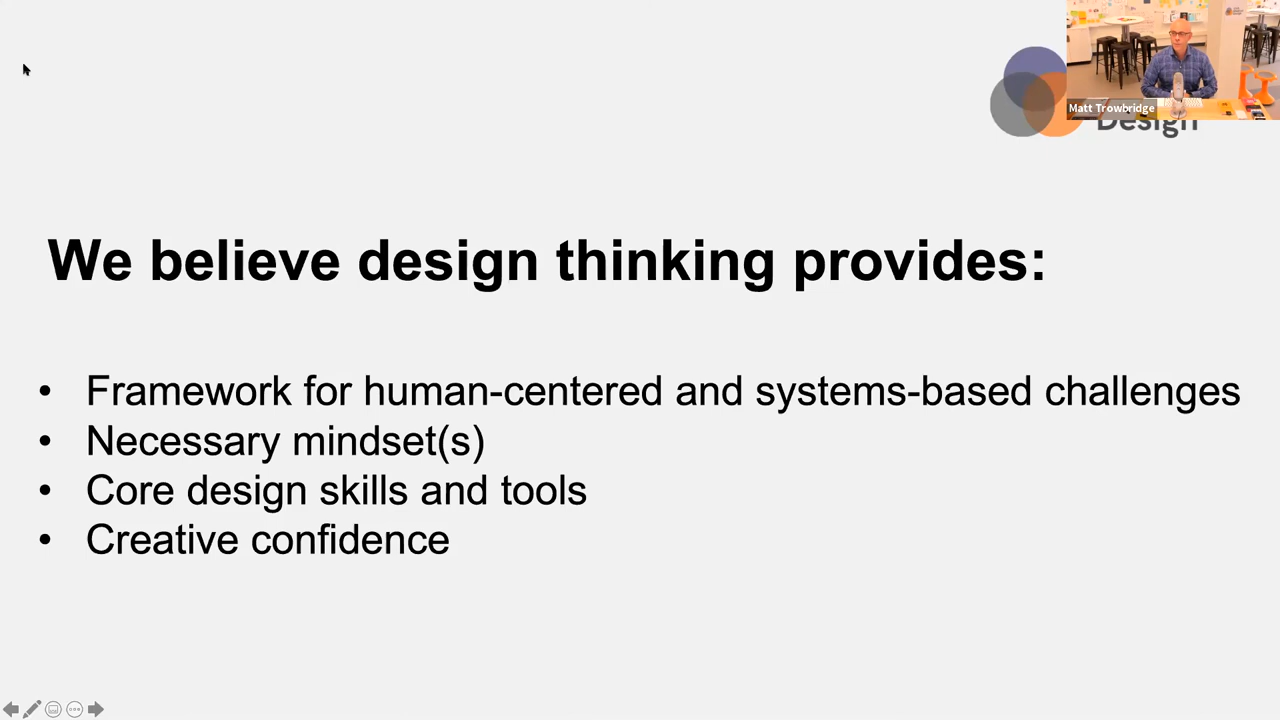 Matt Trowbridge
Design
We believe design thinking provides:
• Framework for human-centered and systems-based challenges
• Necessary mindset(s)
• Core design skills and tools
• Creative confidence